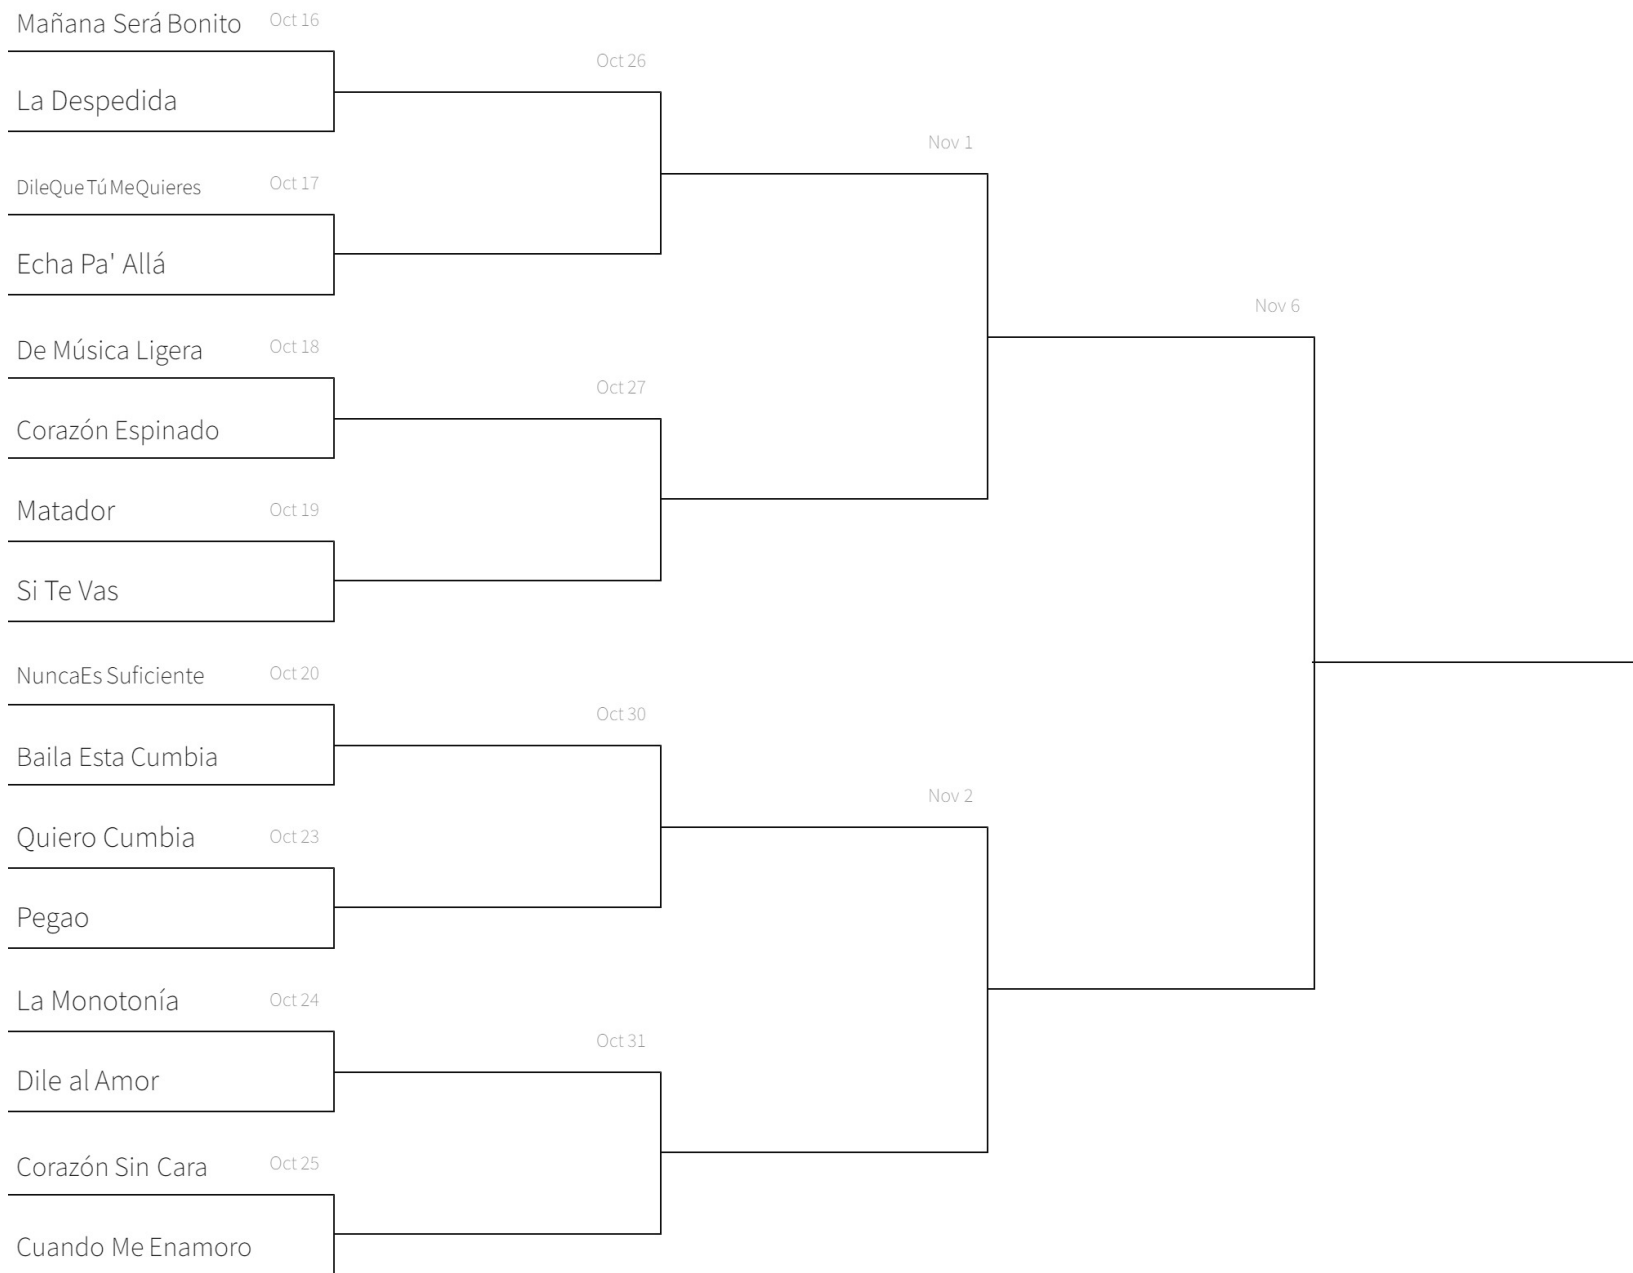 Mañana Será Bonito Oct 16
Oct 26
La Despedida
Nov 1
DileQue Tú MeQuieres Oct 17
Echa Pa' Allá
Nov 6
De Música Ligera Oct 18
Oct 27
Corazón Espinado
Matador Oct 19
Si Te Vas
NuncaEs Suficiente Oct 20
Oct 30
Baila Esta Cumbia
Nov 2
Quiero Cumbia Oct 23
Pegao
La Monotonía Oct 24
Oct 31
Dile al Amor
Corazón Sin Cara Oct 25
Cuando Me Enamoro